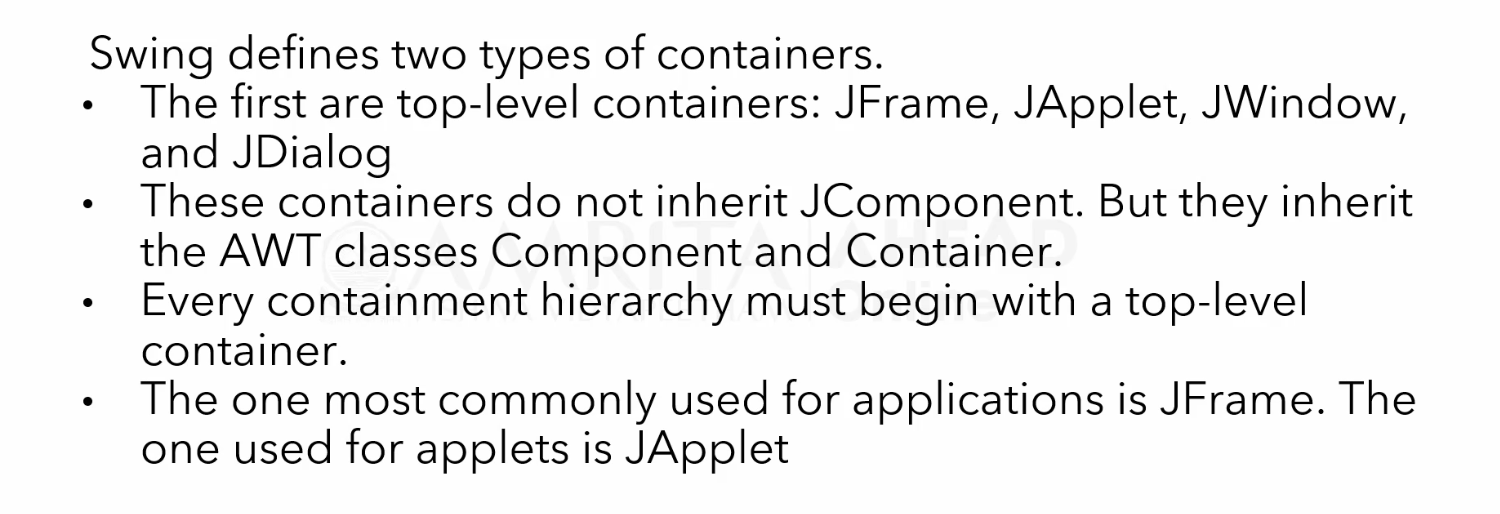 Swing defines two types of containers.
• The first are top-level containers: JFrame, JApplet, JWindow,
and JDialog
• These containers do not inherit JComponent. But they inherit
the AWT classes Component and Container.
• Every containment hierarchy must begin with a top-level
container.
• The one most commonly used for applications is JFrame. The
one used for applets is JApplet
AMRITA AHEAD
Online